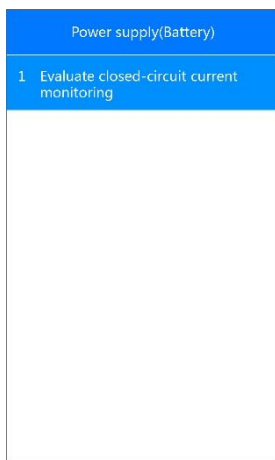 Power supply(Battery)
1 Evaluate closed-circuit current
monitoring